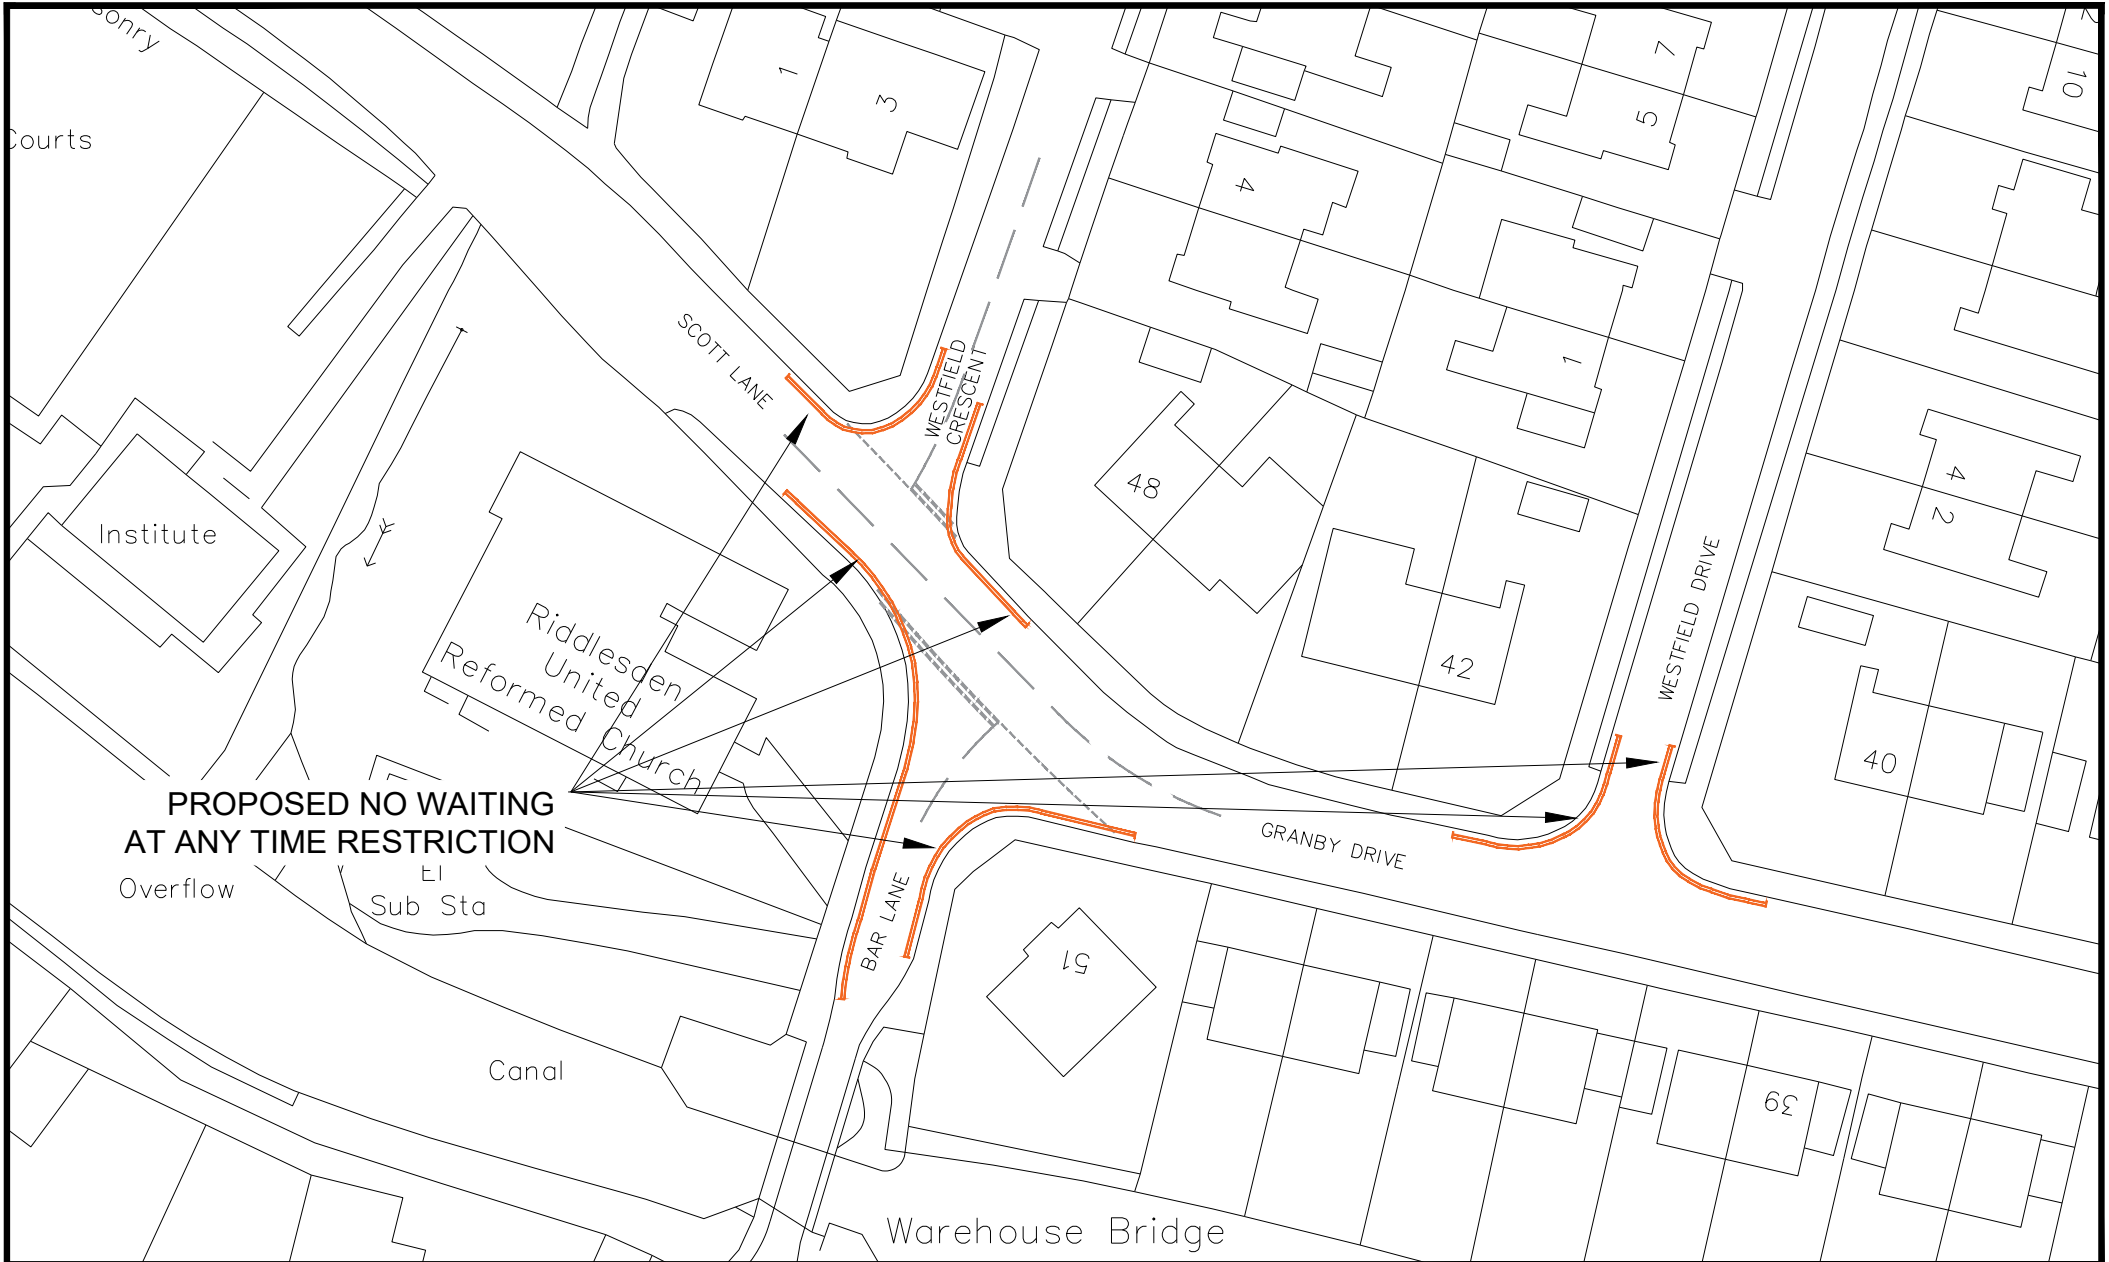 Courts
1
3
7
5
10
4
SCOTT LANE
WESTFIELD
CRESCENT
1
48
4
2
Institute
WESTFIELD DRIVE
Riddlesden
United
Reformed Church
42
40
PROPOSED NO WAITING
AT ANY TIME RESTRICTION
GRANBY DRIVE
El
Sub Sta
Overflow
BAR LANE
51
Canal
39
Warehouse Bridge